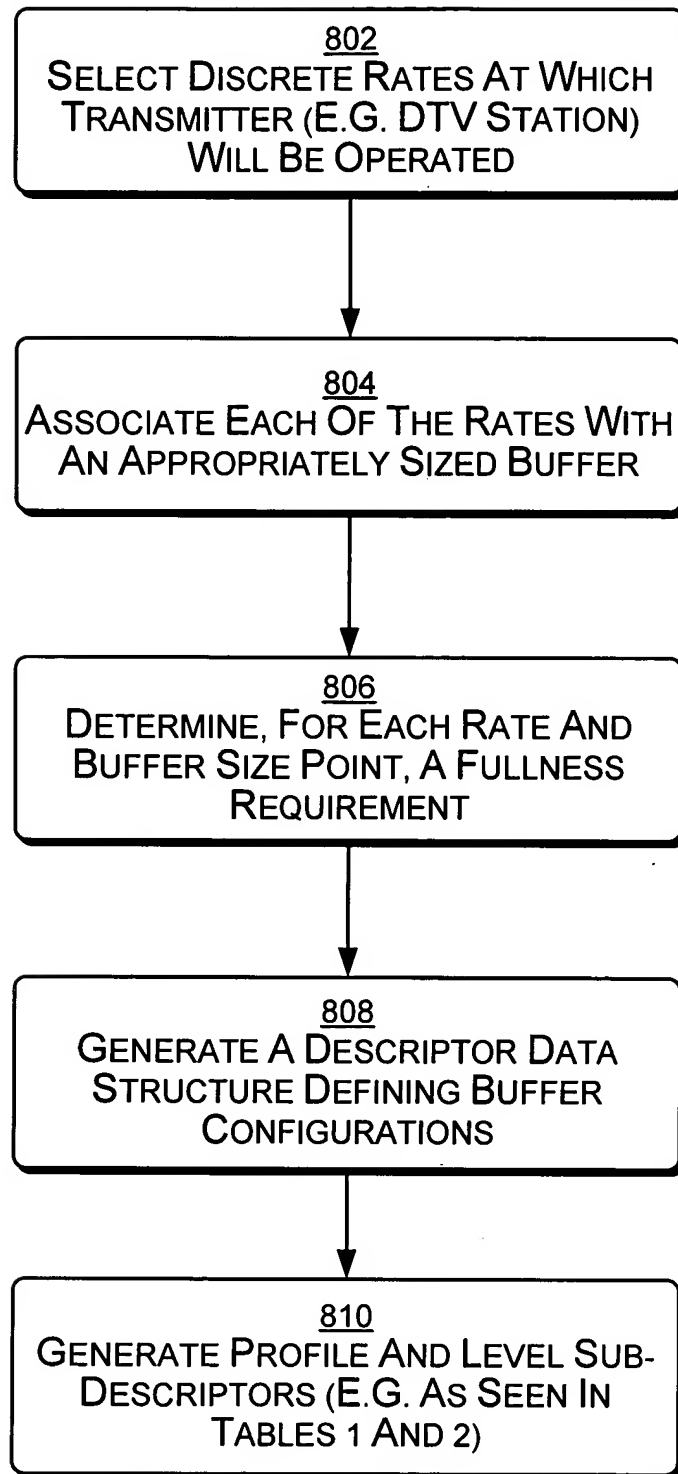 802
SELECT DISCRETE RATES AT WHICH
TRANSMITTER (E.G. DTV STATION)
WILL BE OPERATED
804
ASSOCIATE EACH OF THE RATES WITH
AN APPROPRIATELY SIZED BUFFER
806
DETERMINE, FOR EACH RATE AND
BUFFER SIZE POINT, A FULLNESS
REQUIREMENT
808
GENERATE A DESCRIPTOR DATA
STRUCTURE DEFINING BUFFER
CONFIGURATIONS
810
GENERATE PROFILE AND LEVEL SUB-
DESCRIPTORS (E.G. AS SEEN IN
TABLES 1 AND 2)